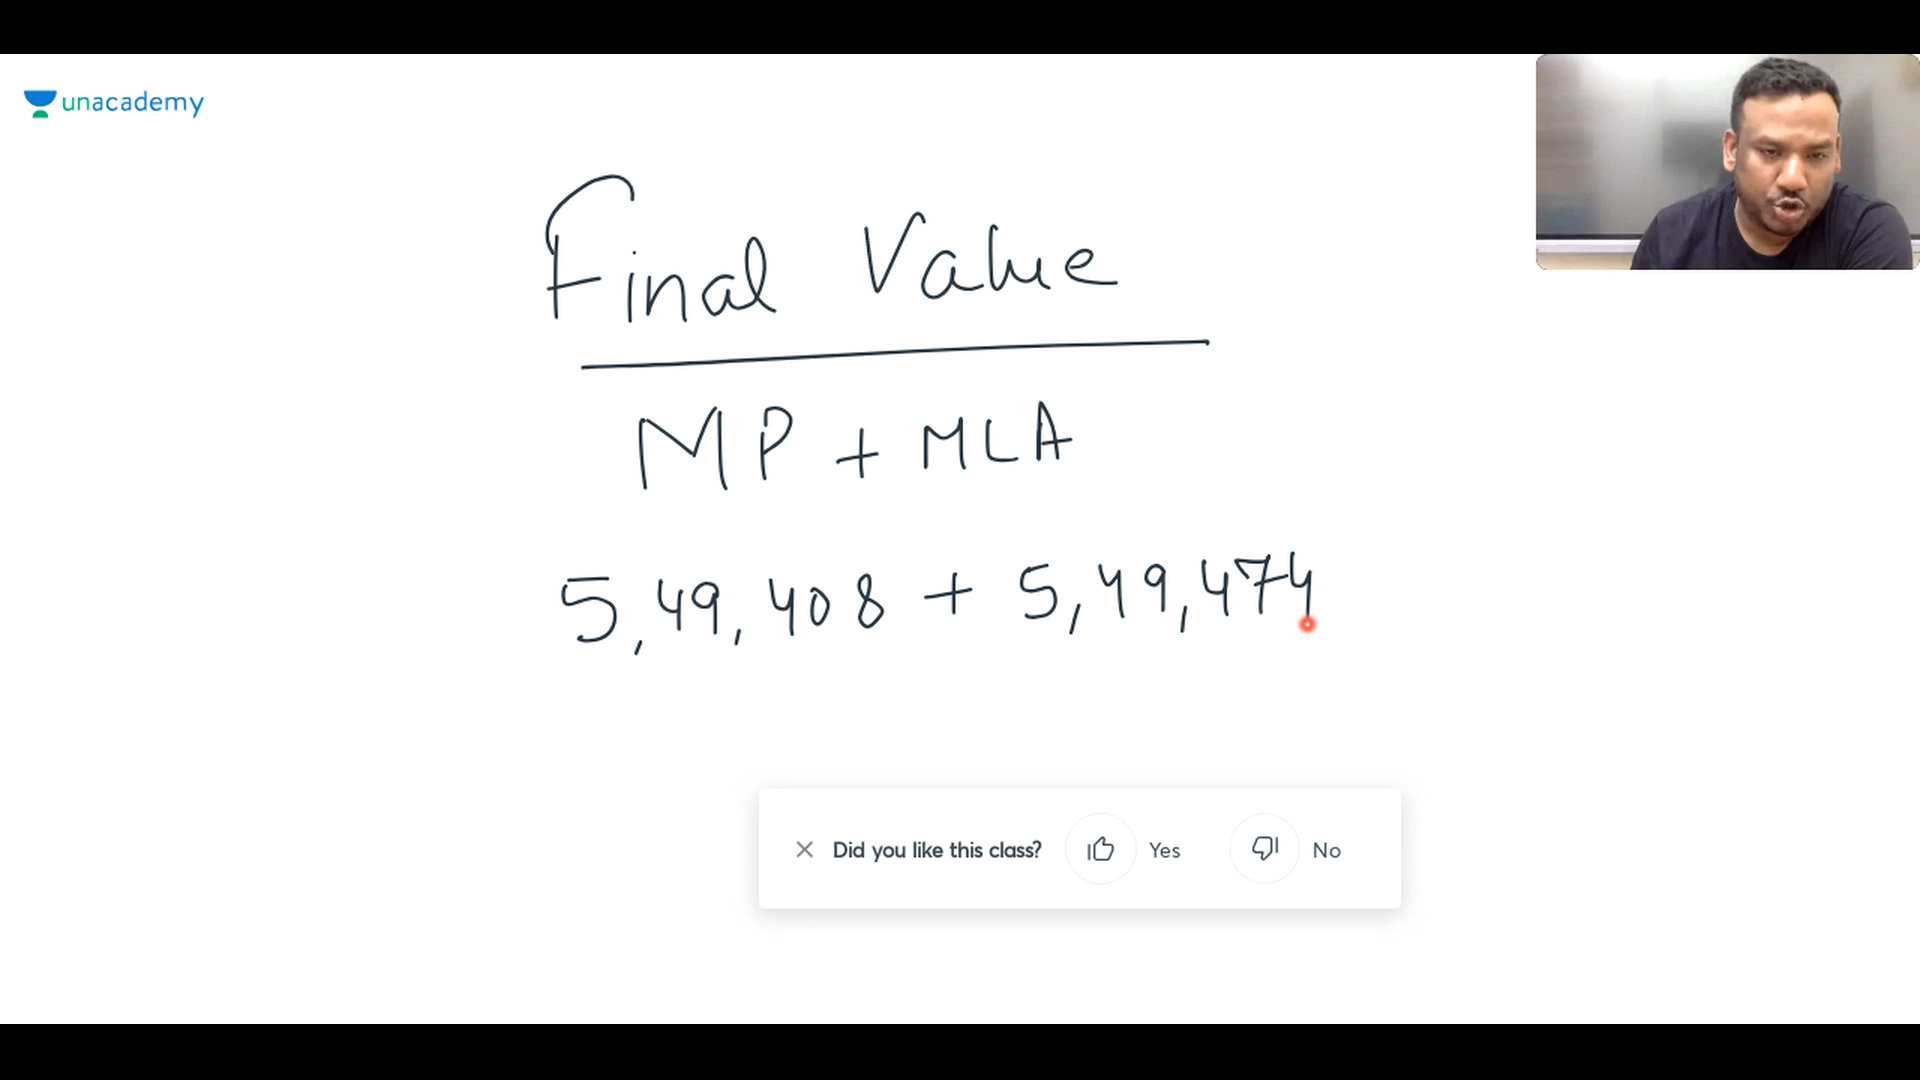 unacademy
Final Value
MP + MLA
5,49,408 + 5,49,474
Did you like this class? Yes No